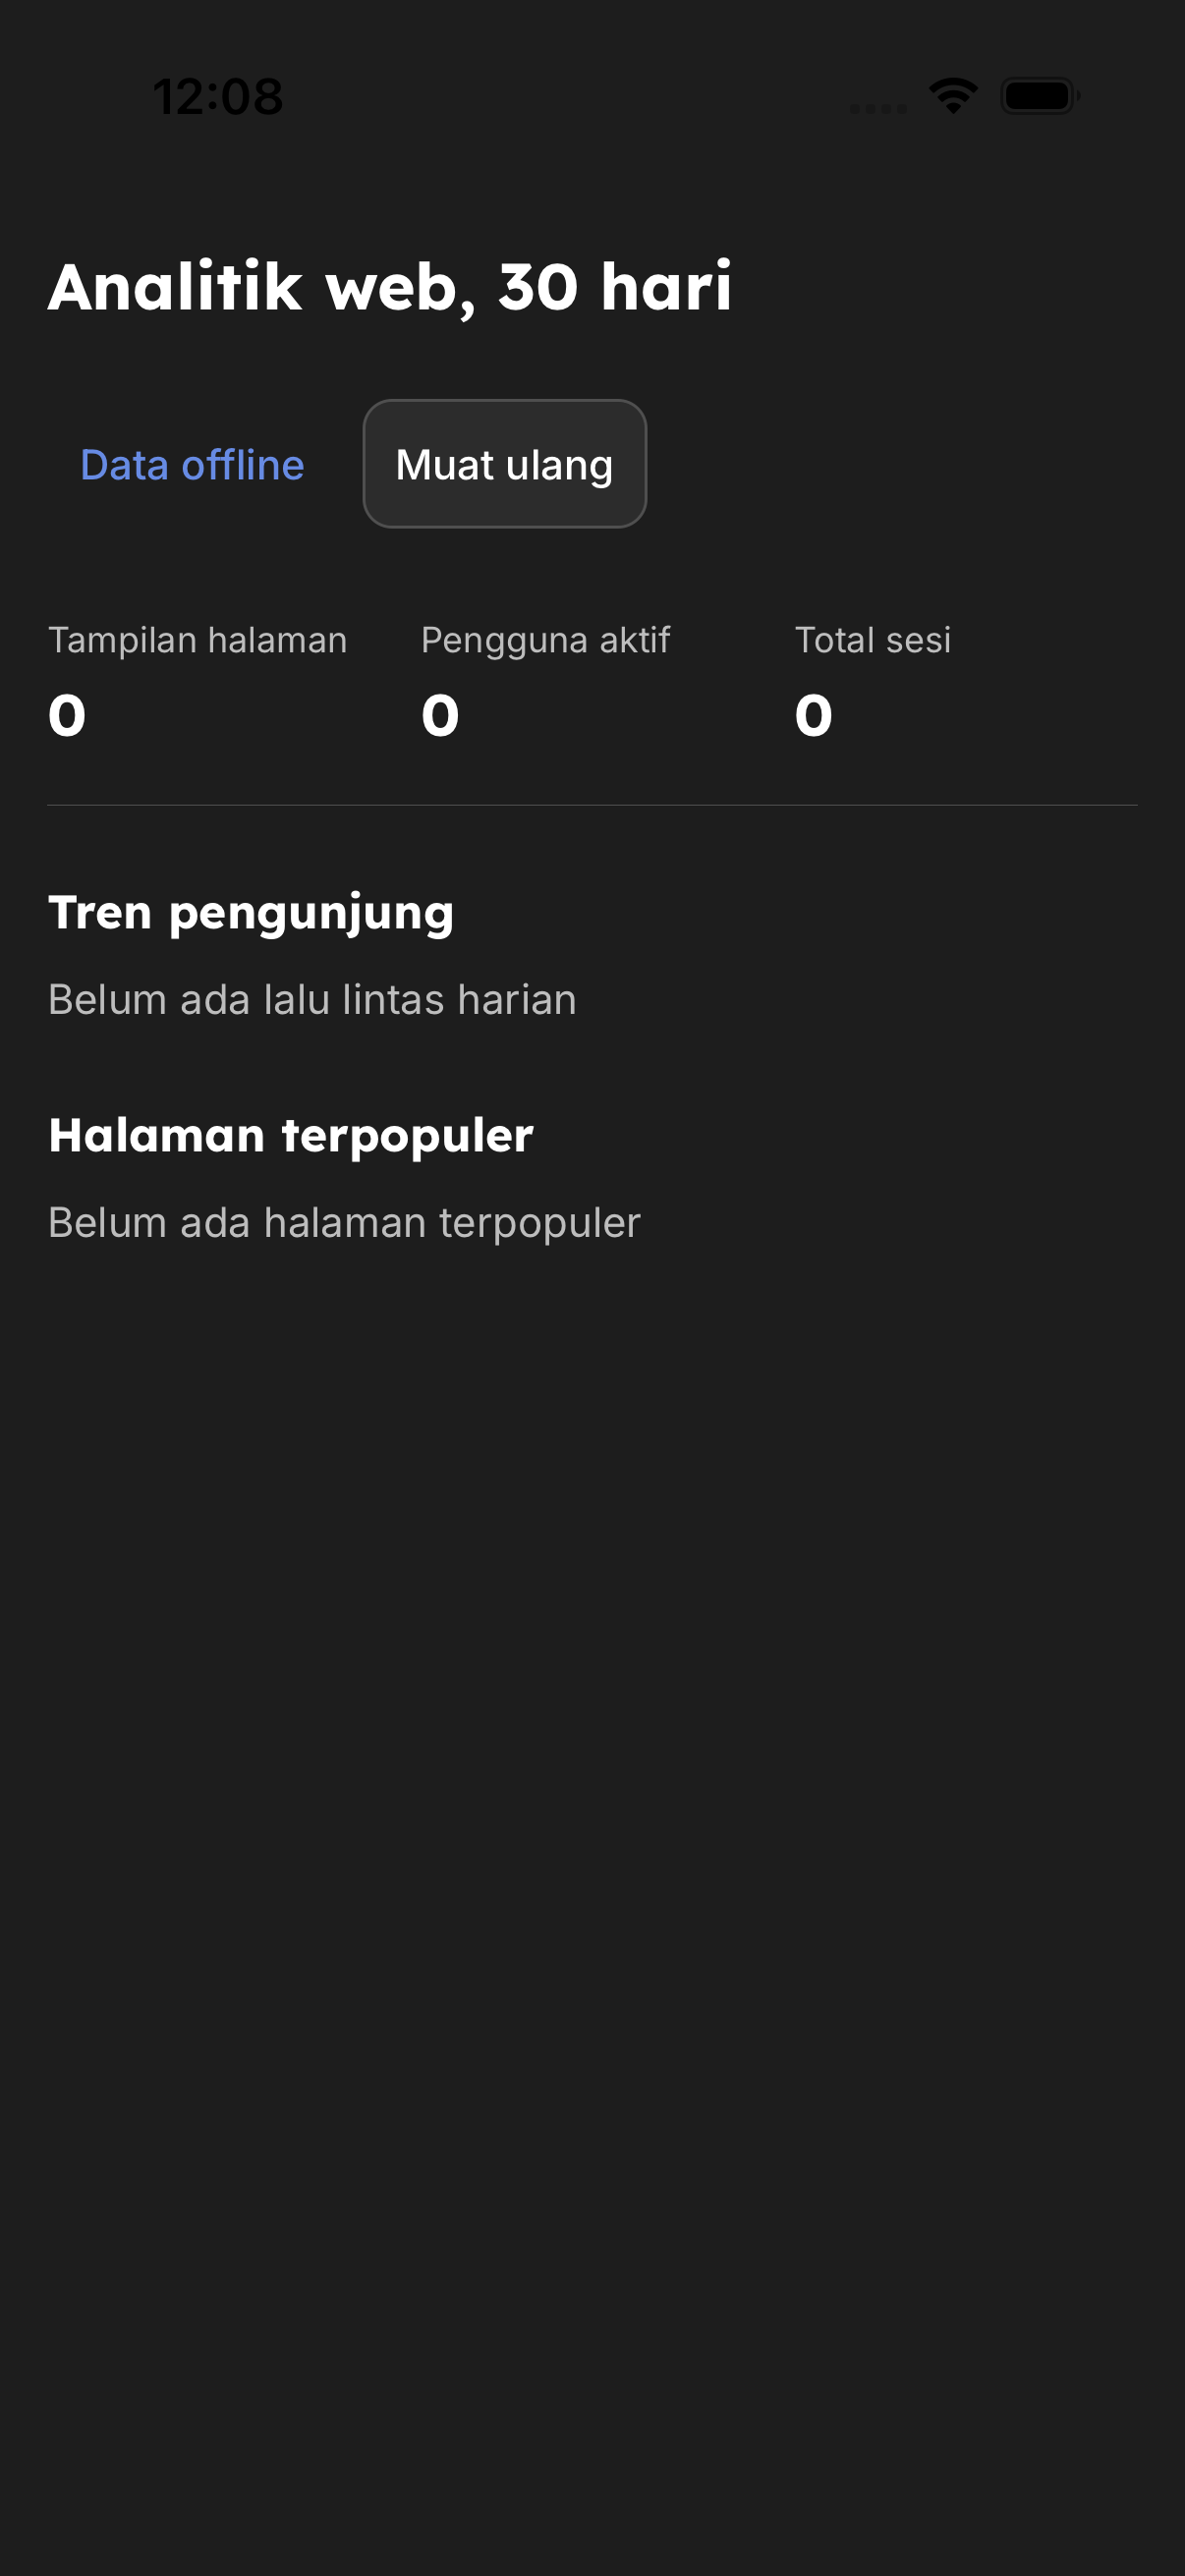 12:08
Analitik web, 30 hari
Data offline
Muat ulang
Tampilan halaman
Pengguna aktif
Total sesi
0
0
0
Tren pengunjung
Belum ada lalu lintas harian
Halaman terpopuler
Belum ada halaman terpopuler